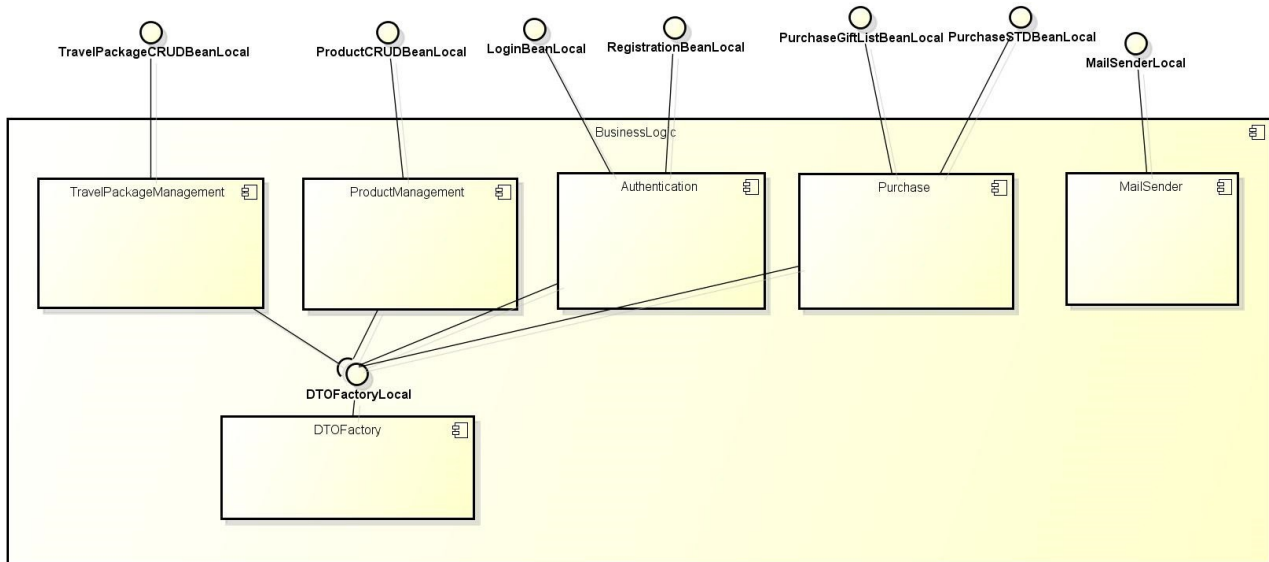 TravelPackageCRUDBeanLocal
ProductCRUDBeanLocal
LoginBeanLocal
RegistrationBeanLocal
PurchaseGiftListBeanLocal
PurchaseSTDBeanLocal
MailSenderLocal
BusinessLogic
TravelPackageManagement
ProductManagement
Authentication
Purchase
MailSender
DTOFactoryLocal
DTOFactory